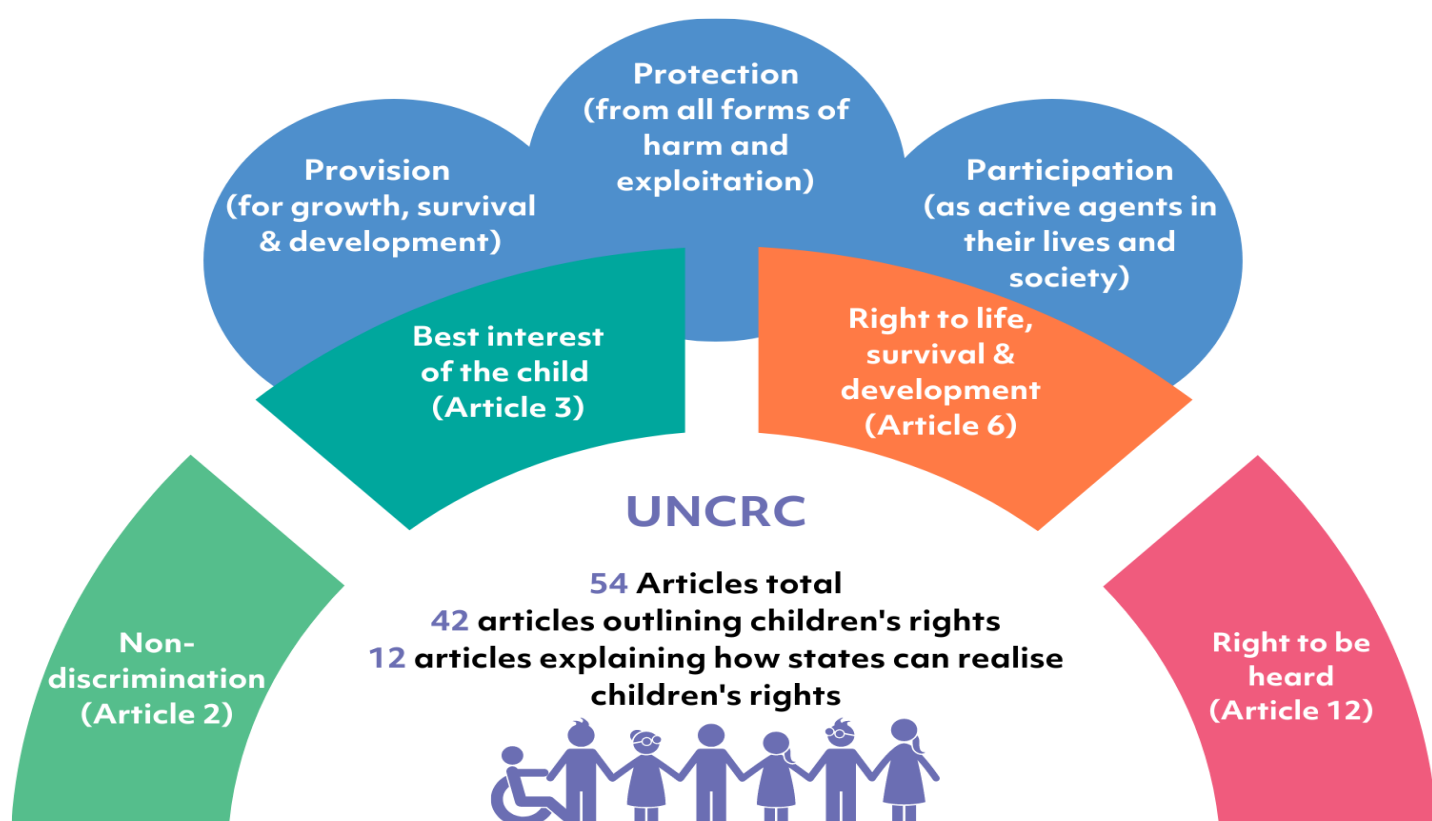 Protection
(from all forms of
harm and
exploitation)
Provision
(for growth, survival
& development)
Participation
(as active agents in
their lives and
society)
Best interest
of the child
(Article 3)
Right to life,
survival &
development
(Article 6)
UNCRC
54 Articles total
42 articles outlining children's rights
12 articles explaining how states can realise
children's rights
Non-
discrimination
(Article 2)
Right to be
heard
(Article 12)